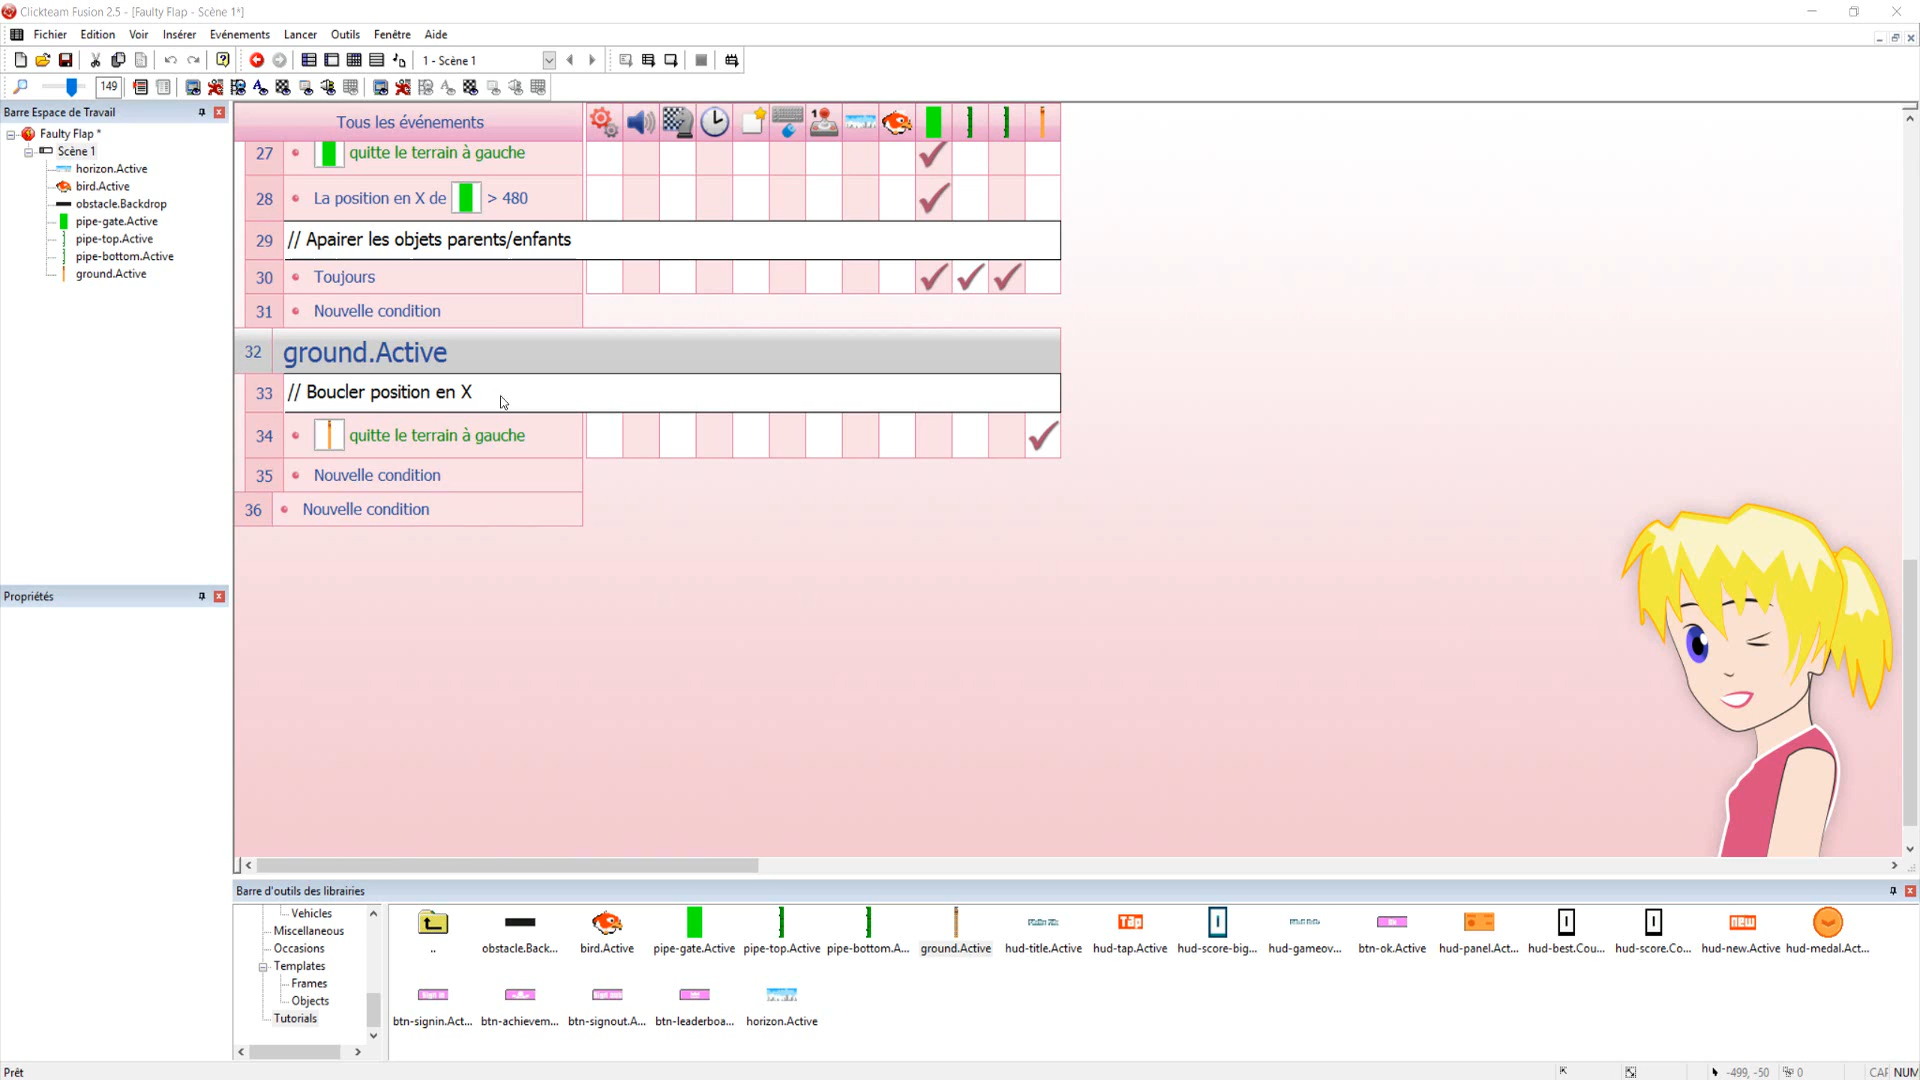 Clickteam Fusion 2.5 - [Faulty Flap - Scène 1*]
Fichier Edition Voir Insérer Evénements Lancer Outils Fenêtre Aide
1 - Scène 1
149
Barre Espace de Travail
Faulty Flap *
Scène 1
horizon.Active
bird.Active
obstacle.Backdrop
pipe-gate.Active
pipe-top.Active
pipe-bottom.Active
ground.Active
Propriétés
Tous les événements
27 quitte le terrain à gauche
28 La position en X de > 480
29 // Apairer les objets parents/enfants
30 Toujours
31 Nouvelle condition
32 ground.Active
33 // Boucler position en X
34 quitte le terrain à gauche
35 Nouvelle condition
36 Nouvelle condition
Barre d'outils des librairies
Vehicles
Miscellaneous
Occasions
Templates
Frames
Objects
Tutorials
.. obstacle.Back... bird.Active pipe-gate.Active pipe-top.Active pipe-bottom.A... ground.Active hud-title.Active hud-tap.Active hud-score-big... hud-gameov... btn-ok.Active hud-panel.Act... hud-best.Cou... hud-score.Co... hud-new.Active hud-medal.Act...
btn-signin.Act... btn-achievem... btn-signout.A... btn-leaderboa... horizon.Active
Prêt
-499, -50
0
CAP NUM